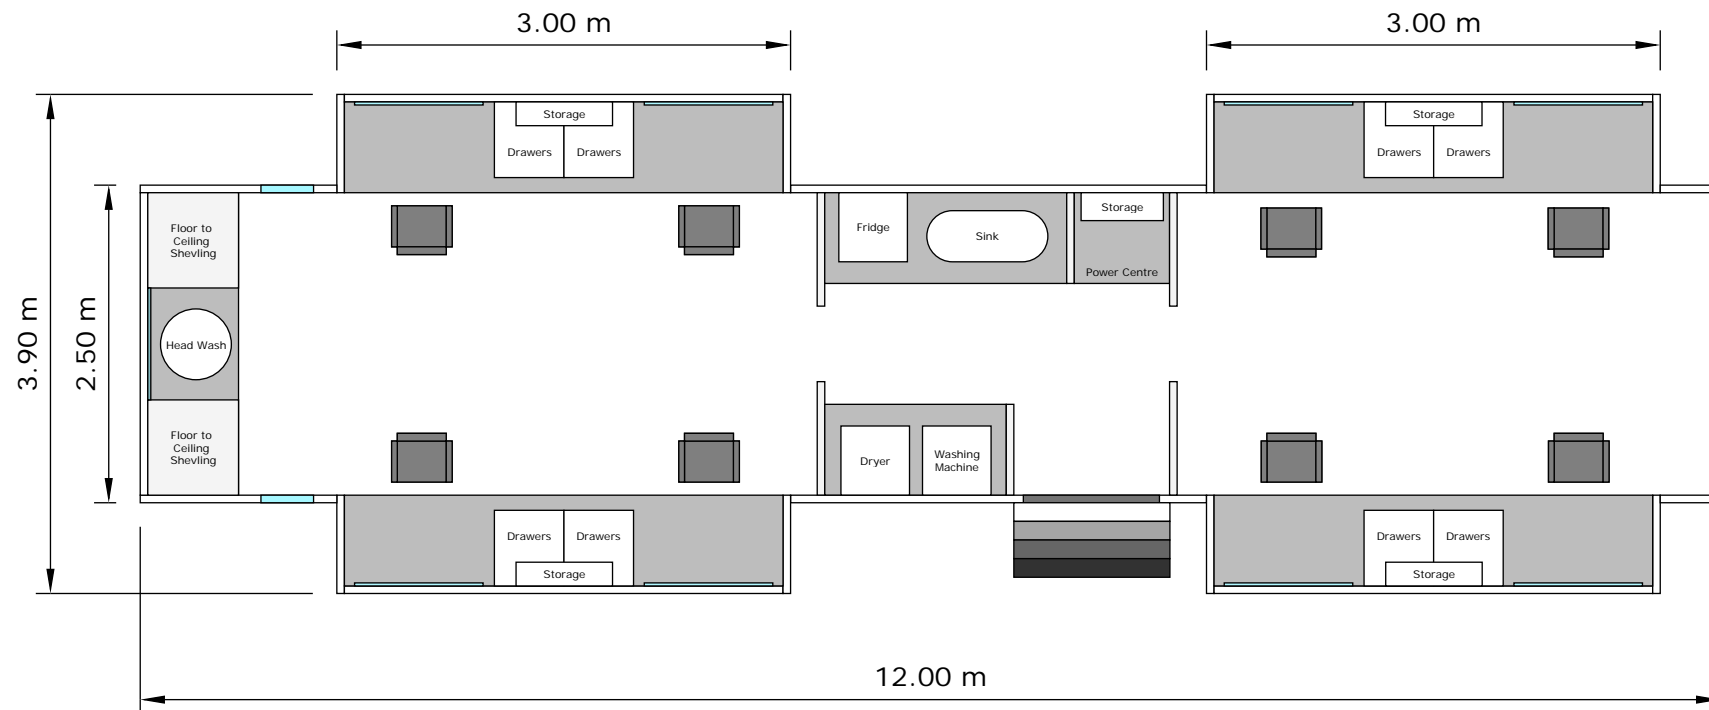 3.00 m
3.00 m
Storage
Drawers
Drawers
Storage
Drawers
Drawers
3.90 m
2.50 m
Floor to
Ceiling
Shevling
Fridge
Sink
Storage
Power Centre
Head Wash
Floor to
Ceiling
Shevling
Dryer
Washing
Machine
Drawers
Drawers
Storage
Drawers
Drawers
Storage
12.00 m